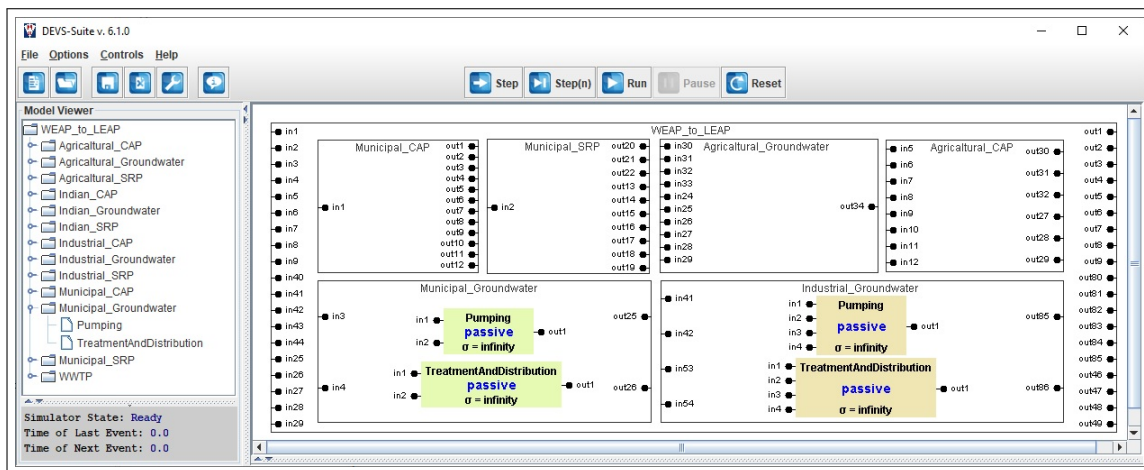 DEVS-Suite v. 6.1.0
File Options Controls Help
Step Step(n) Run Pause Reset
Model Viewer
WEAP_to_LEAP
Agricaltural_CAP
Agricaltural_Groundwater
Agricaltural_SRP
Indian_CAP
Indian_Groundwater
Indian_SRP
Industrial_CAP
Industrial_Groundwater
Industrial_SRP
Municipal_CAP
Municipal_Groundwater
Pumping
TreatmentAndDistribution
Municipal_SRP
WWTP
Simulator State: Ready
Time of Last Event: 0.0
Time of Next Event: 0.0
WEAP_to_LEAP
in1
in2
in3
in4
in5
in6
in7
in8
in9
in40
in41
in42
in43
in44
in25
in26
in27
in28
in29
Municipal_CAP
in1
out1
out2
out3
out4
out5
out6
out7
out8
out9
out10
out11
out12
Municipal_SRP
in2
out20
out21
out22
out13
out14
out15
out16
out17
out18
out19
Agricaltural_Groundwater
in30
in31
in32
in33
in24
in25
in26
in27
in28
in29
out34
Agricaltural_CAP
in5
in6
in7
in8
in9
in10
in11
in12
out30
out31
out32
out27
out28
out29
Municipal_Groundwater
in3
in4
in1
in2
Pumping
passive
σ = infinity
out1
in1
in2
TreatmentAndDistribution
passive
σ = infinity
out1
out25
out26
Industrial_Groundwater
in41
in42
in53
in54
in1
in2
in3
in4
Pumping
passive
σ = infinity
out1
in1
in2
in3
in4
TreatmentAndDistribution
passive
σ = infinity
out1
out85
out86
out1
out2
out3
out4
out5
out6
out7
out8
out9
out80
out81
out82
out83
out84
out85
out46
out47
out48
out49